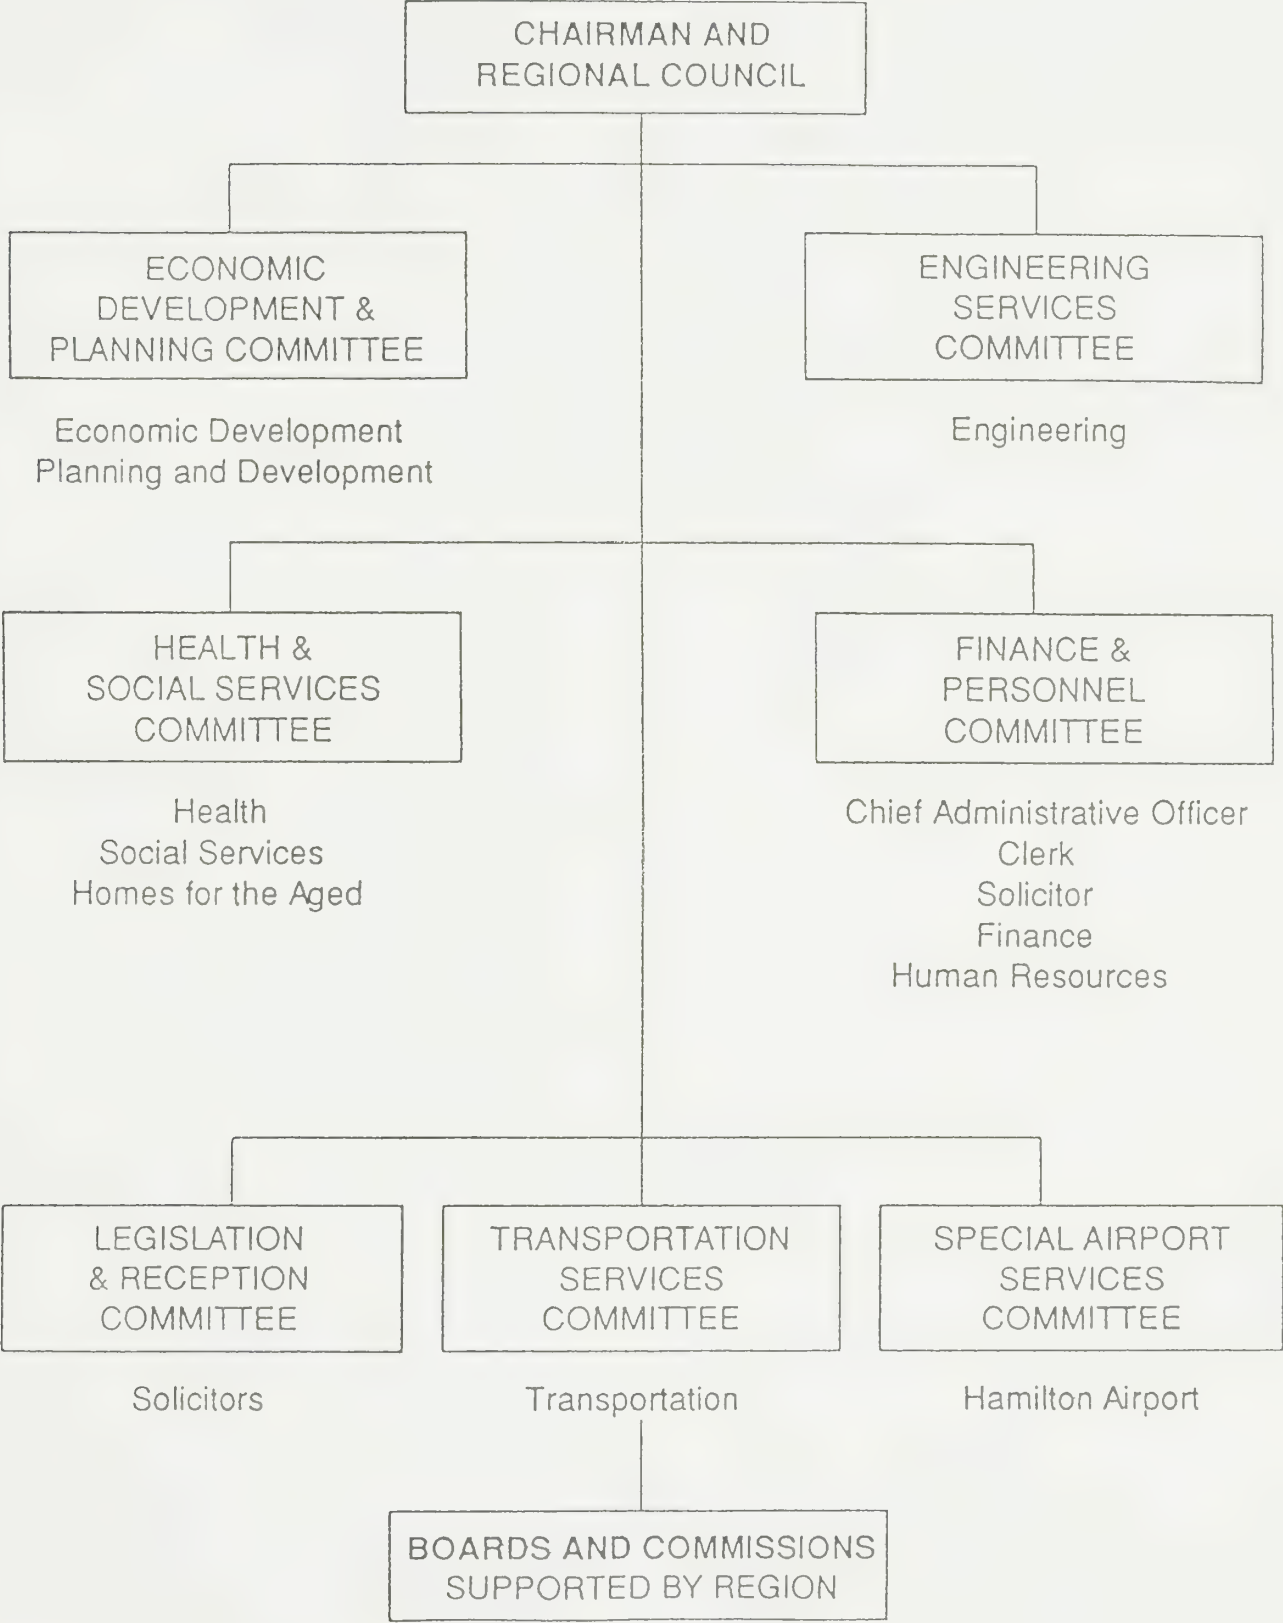 CHAIRMAN AND
REGIONAL COUNCIL
ECONOMIC
DEVELOPMENT &
PLANNING COMMITTEE
Economic Development
Planning and Development
ENGINEERING
SERVICES
COMMITTEE
Engineering
HEALTH &
SOCIAL SERVICES
COMMITTEE
Health
Social Services
Homes for the Aged
FINANCE &
PERSONNEL
COMMITTEE
Chief Administrative Officer
Clerk
Solicitor
Finance
Human Resources
LEGISLATION
& RECEPTION
COMMITTEE
Solicitors
TRANSPORTATION
SERVICES
COMMITTEE
Transportation
SPECIAL AIRPORT
SERVICES
COMMITTEE
Hamilton Airport
BOARDS AND COMMISSIONS
SUPPORTED BY REGION